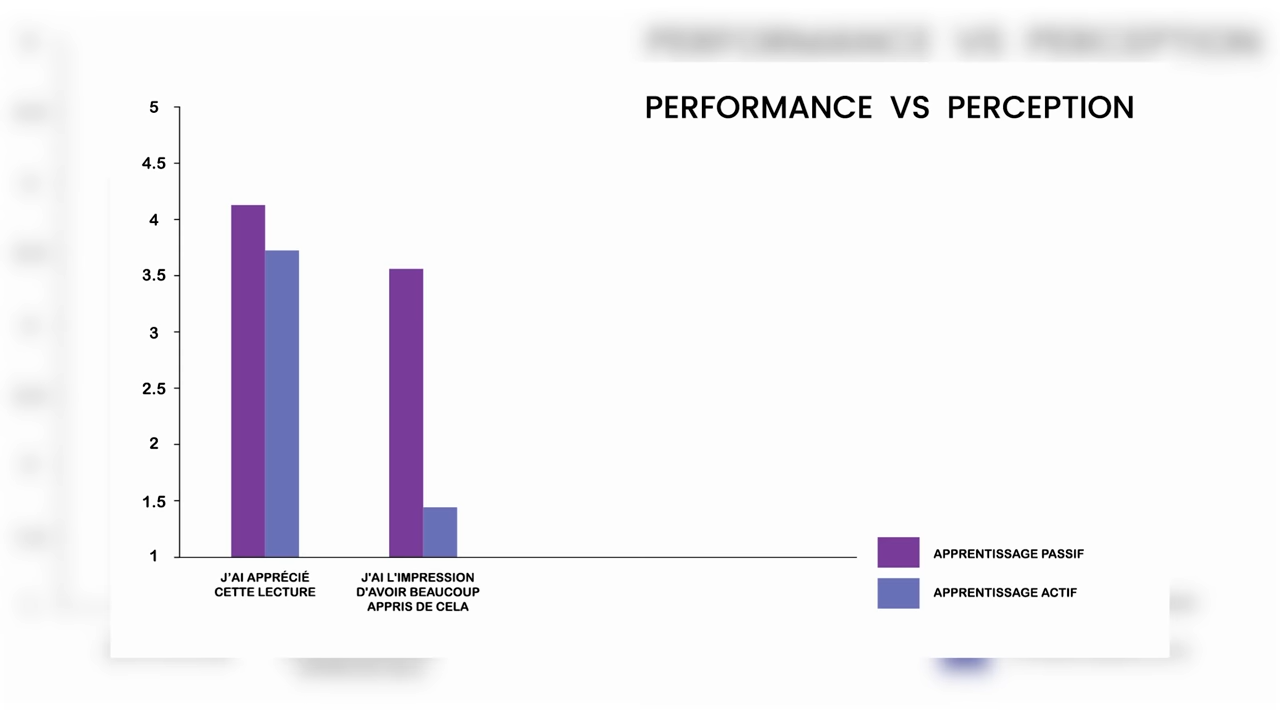 PERFORMANCE VS PERCEPTION
5
4.5
4
3.5
3
2.5
2
1.5
1
J'AI APPRÉCIÉ
CETTE LECTURE
J'AI L'IMPRESSION
D'AVOIR BEAUCOUP
APPRIS DE CELA
APPRENTISSAGE PASSIF
APPRENTISSAGE ACTIF